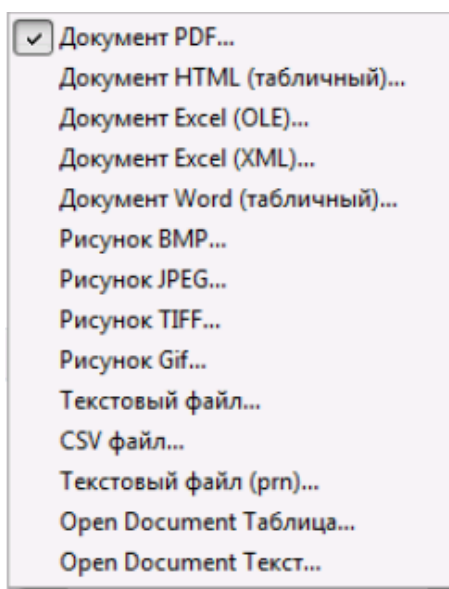 Документ PDF...
Документ HTML (табличный)...
Документ Excel (OLE)...
Документ Excel (XML)...
Документ Word (табличный)...
Рисунок BMP...
Рисунок JPEG...
Рисунок TIFF...
Рисунок Gif...
Текстовый файл...
CSV файл...
Текстовый файл (prn)...
Open Document Таблица...
Open Document Текст...